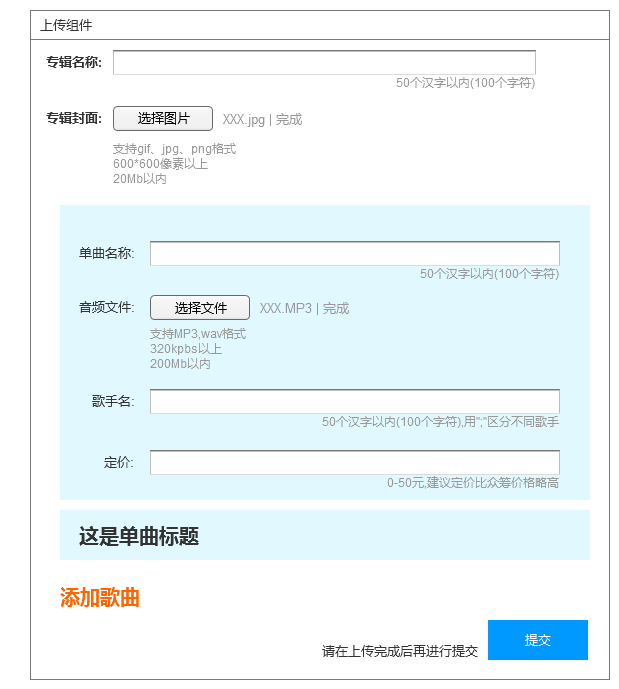 上传组件
专辑名称:
50个汉字以内(100个字符)
专辑封面: 选择图片 XXX.jpg | 完成
支持gif、jpg、png格式
600*600像素以上
20Mb以内
单曲名称:
50个汉字以内(100个字符)
音频文件: 选择文件 XXX.MP3 | 完成
支持MP3,wav格式
320kpbs以上
200Mb以内
歌手名:
50个汉字以内(100个字符),用";"区分不同歌手
定价:
0-50元,建议定价比众筹价格略高
这是单曲标题
添加歌曲
请在上传完成后再进行提交 提交